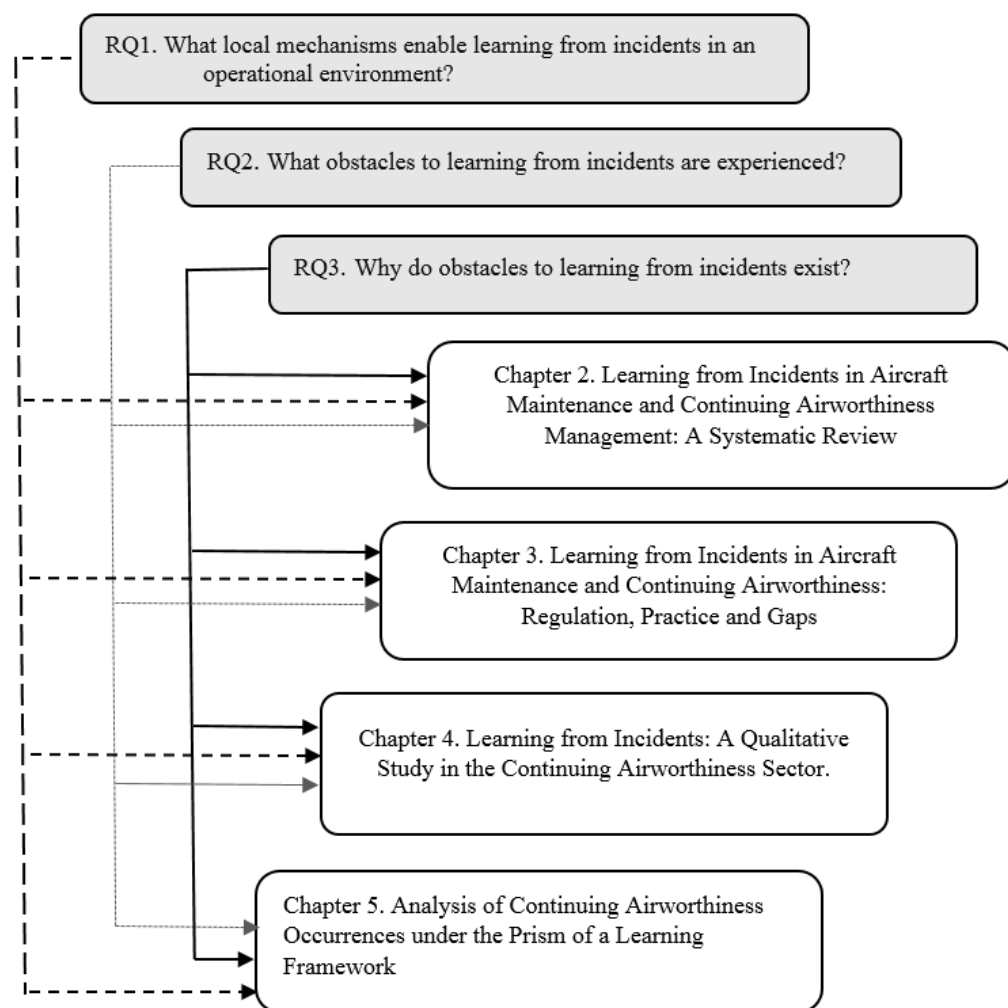 RQ1. What local mechanisms enable learning from incidents in an
operational environment?
RQ2. What obstacles to learning from incidents are experienced?
RQ3. Why do obstacles to learning from incidents exist?
Chapter 2. Learning from Incidents in Aircraft
Maintenance and Continuing Airworthiness
Management: A Systematic Review
Chapter 3. Learning from Incidents in Aircraft
Maintenance and Continuing Airworthiness:
Regulation, Practice and Gaps
Chapter 4. Learning from Incidents: A Qualitative
Study in the Continuing Airworthiness Sector.
Chapter 5. Analysis of Continuing Airworthiness
Occurrences under the Prism of a Learning
Framework